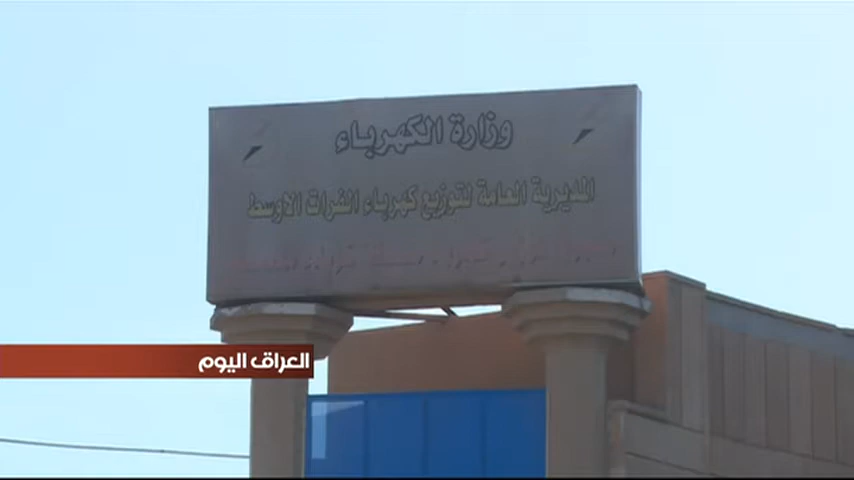 وزارة الكهرباء
المديرية العامة لتوزيع كهرباء الفرات الاوسط
العراق اليوم